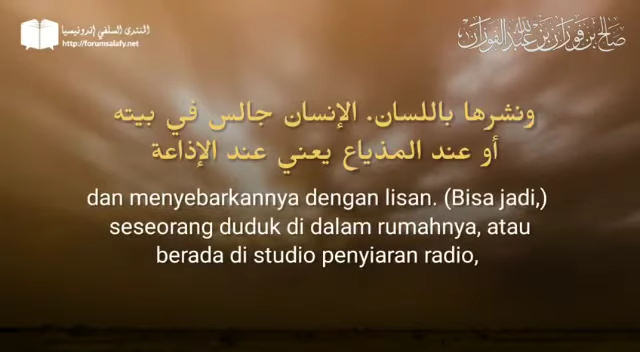 المنتدى السلفي إندونيسيا
http://forumsalafy.net
صالح بن فوزان بن عبد الله الفوزان
ونشرها باللسان. الإنسان جالس في بيته
أو عند المذياع يعني عند الإذاعة
dan menyebarkannya dengan lisan. (Bisa jadi,)
seseorang duduk di dalam rumahnya, atau
berada di studio penyiaran radio,